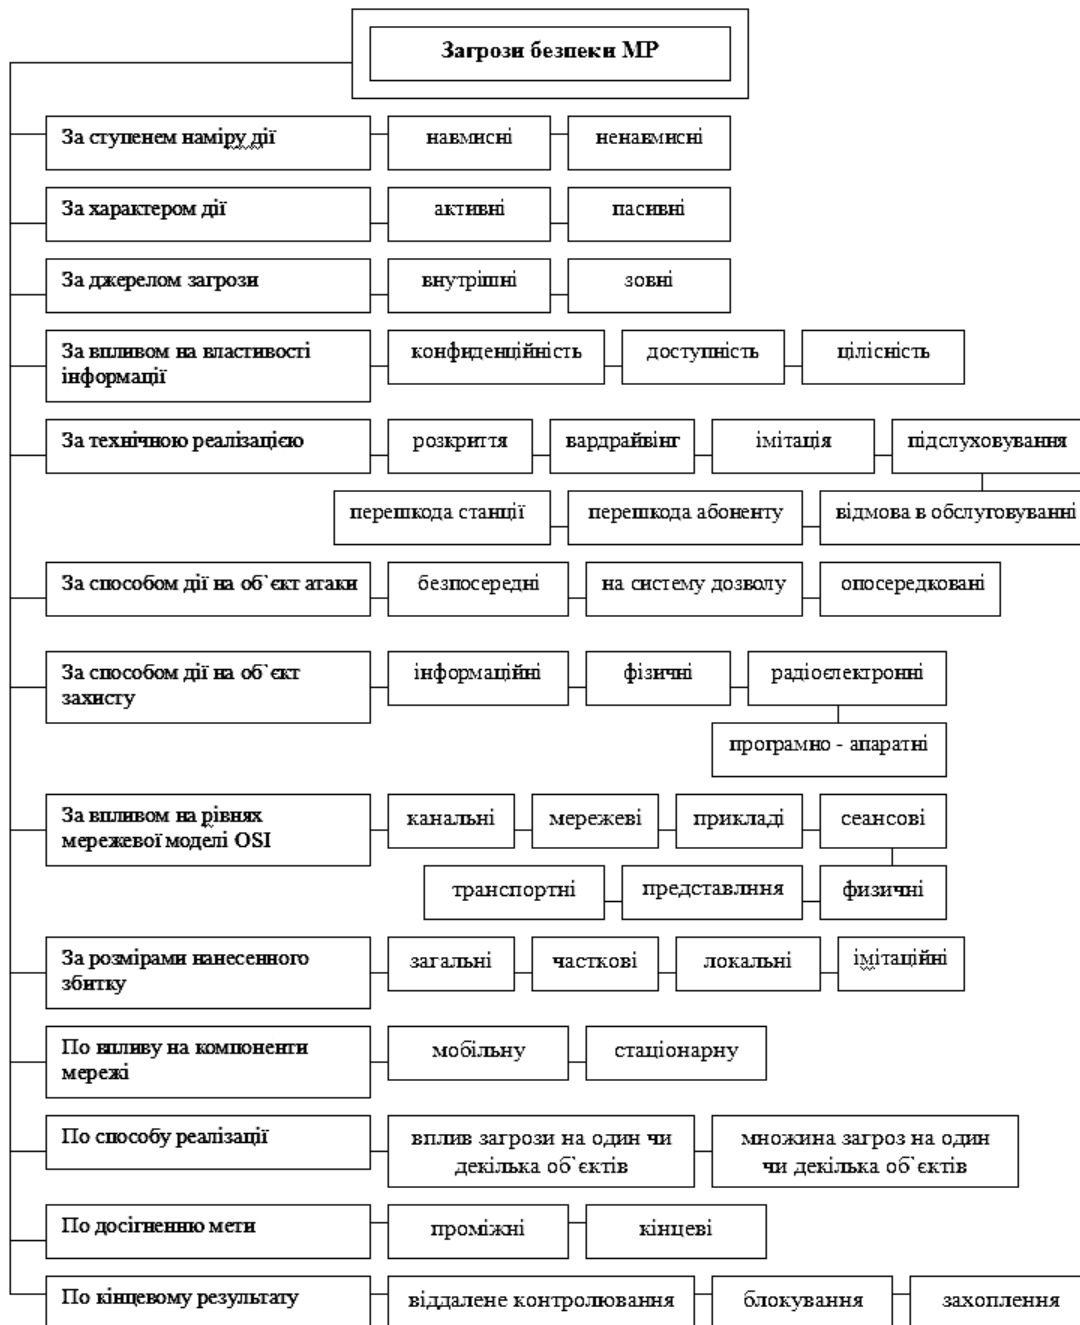 Загрози безпеки МР
За ступенем наміру дії навмисні ненавмисні
За характером дії активні пасивні
За джерелом загрози внутрішні зовні
За впливом на властивості
інформації
конфиденційність доступність цілісність
За технічною реалізацією розкриття вардрайвінг імітація підслуховування
перешкода станції перешкода абоненту відмова в обслуговуванні
За способом дії на об`єкт атаки безпосередні на систему дозволу опосередковані
За способом дії на об`єкт
захисту
інформаційні фізичні радіоелектронні
програмно - апаратні
За впливом на рівнях
мережевої моделі OSI
канальні мережеві прикладі сеансові
транспортні представлння физичні
За розмірами нанесенного
збитку
загальні часткові локальні імітаційні
По впливу на компоненти
мережі
мобільну стаціонарну
По способу реалізації
вплив загрози на один чи
декілька об`єктів
множина загроз на один
чи декілька об`єктів
По досігненню мети проміжні кінцеві
По кінцевому результату віддалене контролювання блокування захоплення